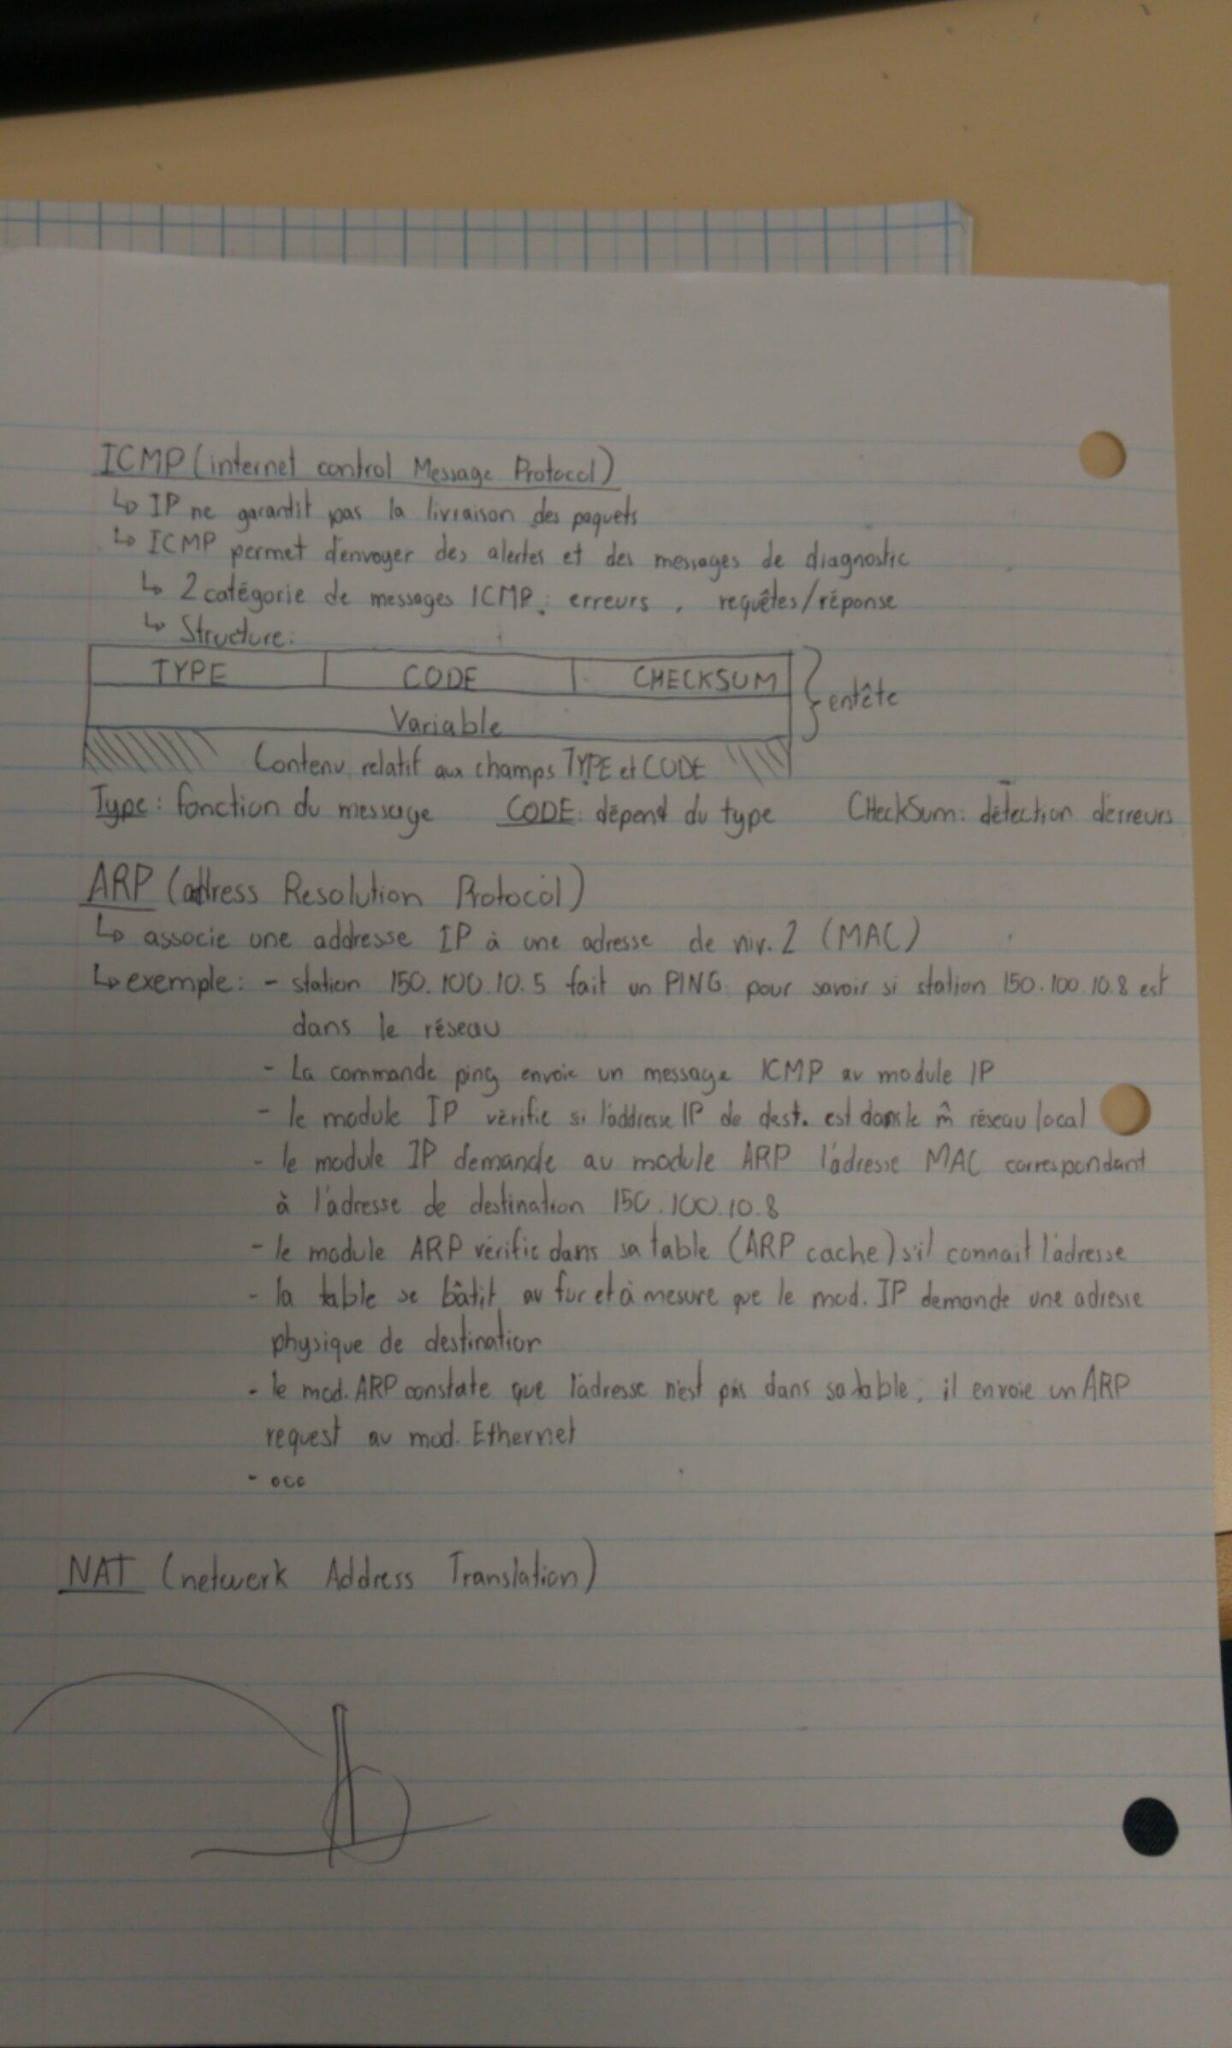 ICMP (internet control Message Protocol)
↳ IP ne garantit pas la livraison des paquets
↳ ICMP permet d'envoyer des alertes et des messages de diagnostic
↳ 2 catégorie de messages ICMP : erreurs, requêtes/réponse
↳ Structure :
TYPE CODE CHECKSUM
entête
Variable
Contenu relatif aux champs TYPE et CODE
Type : fonction du message CODE : dépend du type CHeckSum : détection d'erreurs
ARP (address Resolution Protocol)
↳ associe une addresse IP à une adresse de niv. 2 (MAC)
↳ exemple : - station 150.100.10.5 fait un PING pour savoir si station 150.100.10.8 est
dans le réseau
- La commande ping envoie un message ICMP au module IP
- le module IP vérifie si l'addresse IP de dest. est dans le m̂ réseau local
- le module IP demande au module ARP l'adresse MAC correspondant
à l'adresse de destination 150.100.10.8
- le module ARP vérifie dans sa table (ARP cache) s'il connait l'adresse
- la table se bâtit au fur et à mesure que le mod. IP demande une adresse
physique de destination
- le mod. ARP constate que l'adresse n'est pas dans sa table, il envoie un ARP
request au mod. Ethernet
- ...
NAT (network Address Translation)